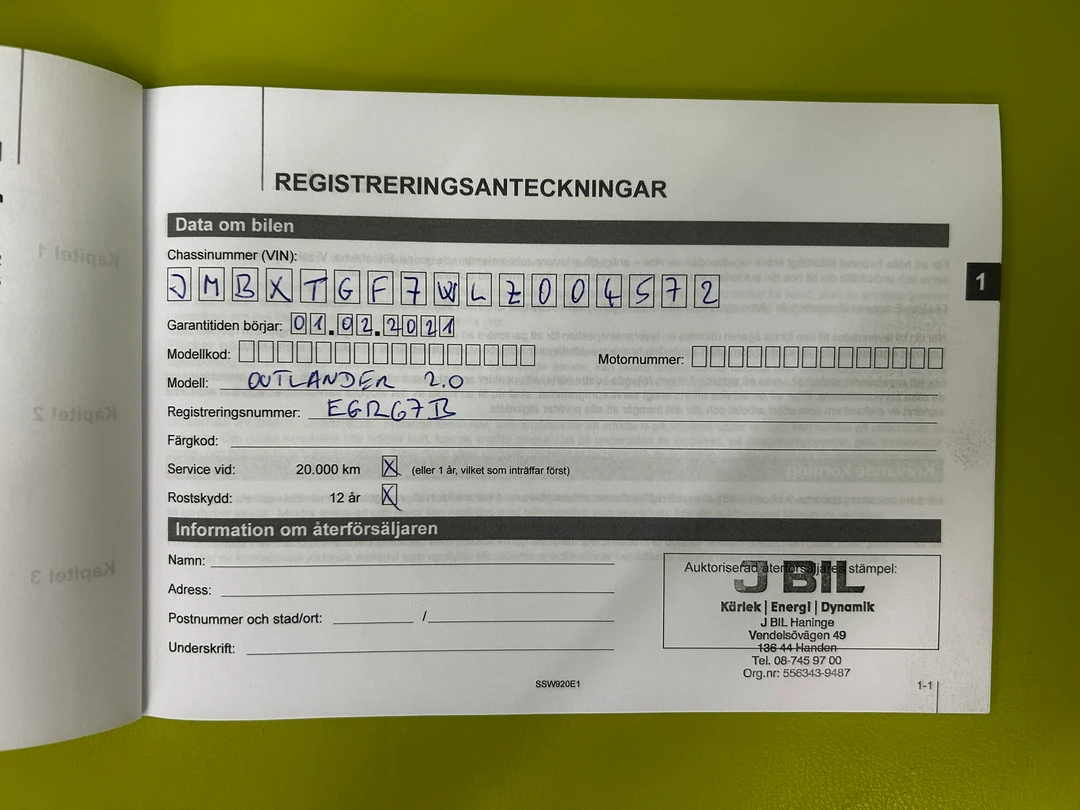 REGISTRERINGSANTECKNINGAR
Data om bilen
Chassinummer (VIN):
JMBXTGF7WLZ004572
Garantitiden börjar: 01.02.2021
Modellkod: Motornummer:
Modell: OUTLANDER 2.0
Registreringsnummer: EGR67B
Färgkod:
Service vid: 20.000 km X (eller 1 år, vilket som inträffar först)
Rostskydd: 12 år X
Information om återförsäljaren
Namn:
Adress:
Postnummer och stad/ort: /
Underskrift:
Auktoriserad återförsäljares stämpel:
J BIL
Kärlek | Energi | Dynamik
J BIL Haninge
Vendelsövägen 49
136 44 Handen
Tel. 08-745 97 00
Org.nr: 556343-9487
SSW920E1
1-1
1
Kapitel 1
Kapitel 2
Kapitel 3